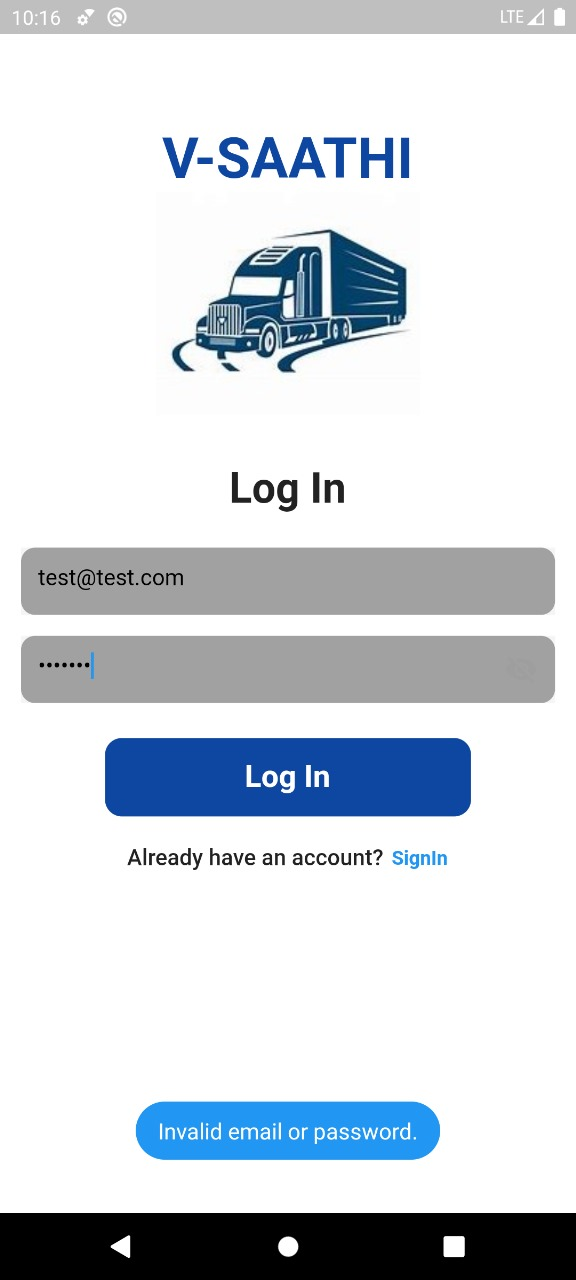 10:16 LTE
V-SAATHI
Log In
test@test.com
•••••••
Log In
Already have an account? SignIn
Invalid email or password.